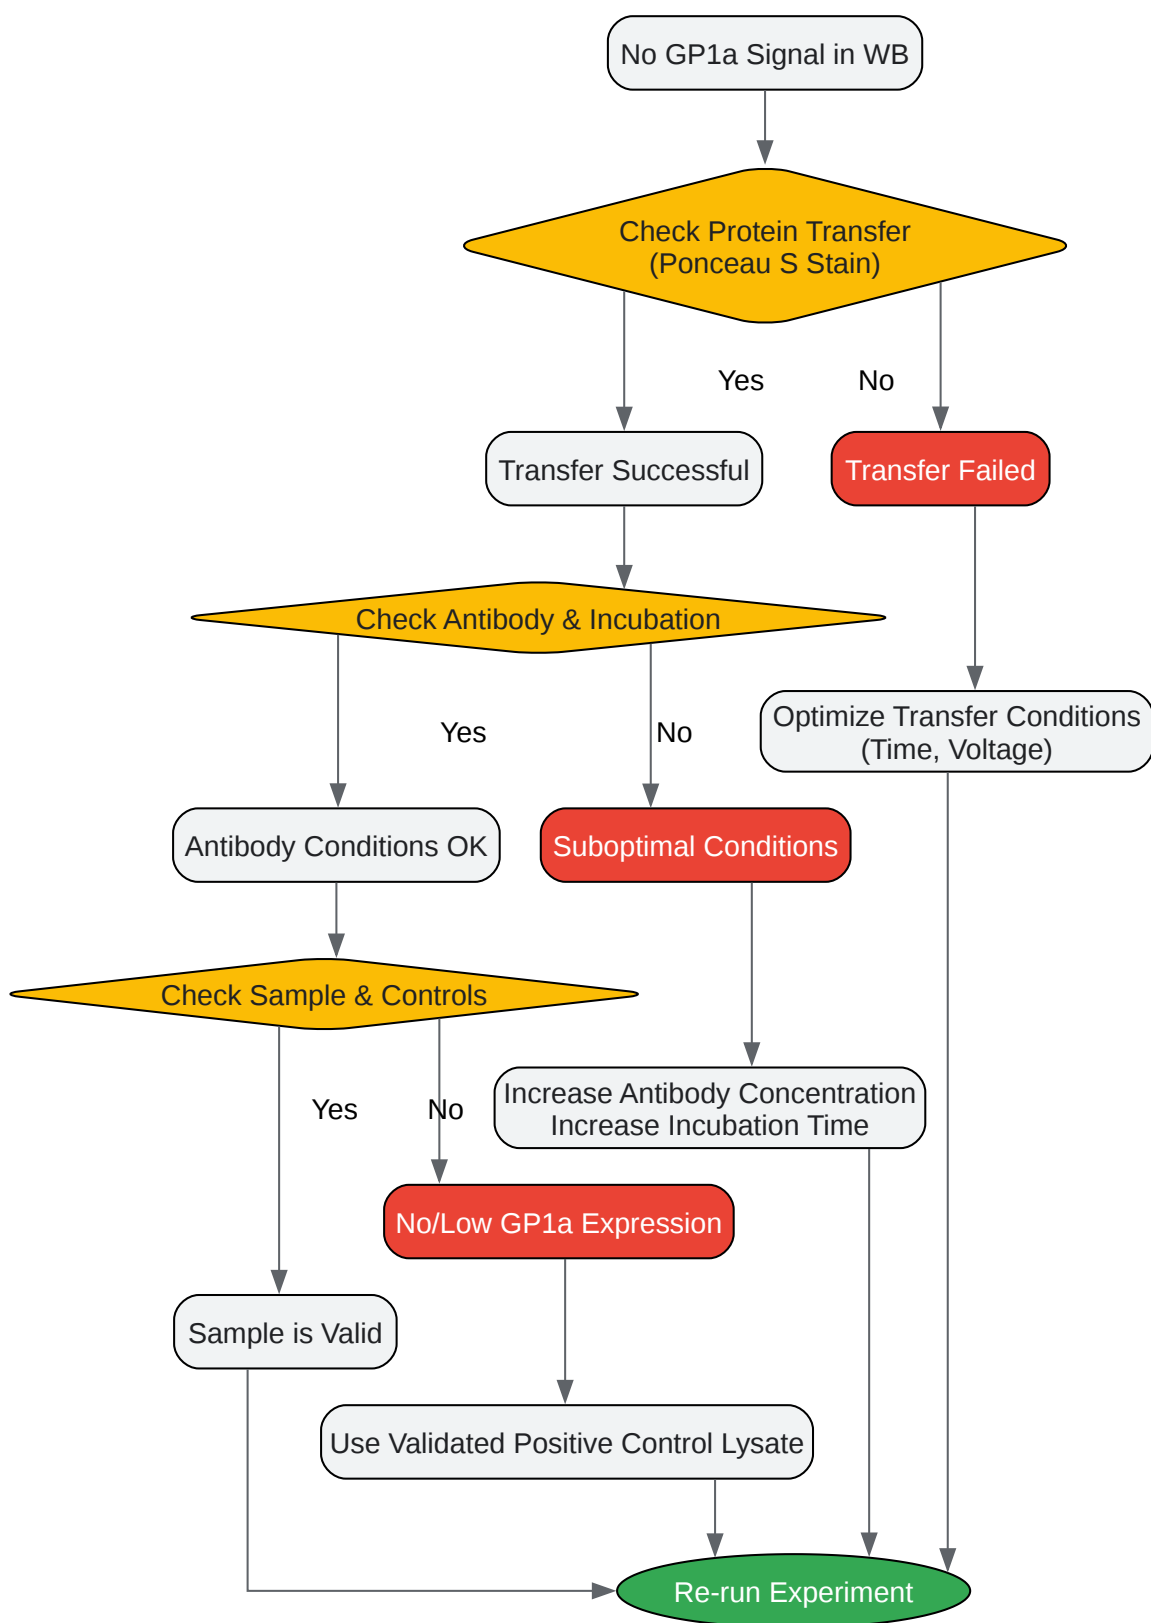 No GP1a Signal in WB
Check Protein Transfer
(Ponceau S Stain)
Yes
No
Transfer Successful
Transfer Failed
Check Antibody & Incubation
Optimize Transfer Conditions
(Time, Voltage)
Yes
No
Antibody Conditions OK
Suboptimal Conditions
Check Sample & Controls
Increase Antibody Concentration
Increase Incubation Time
Yes
No
No/Low GP1a Expression
Sample is Valid
Use Validated Positive Control Lysate
Re-run Experiment